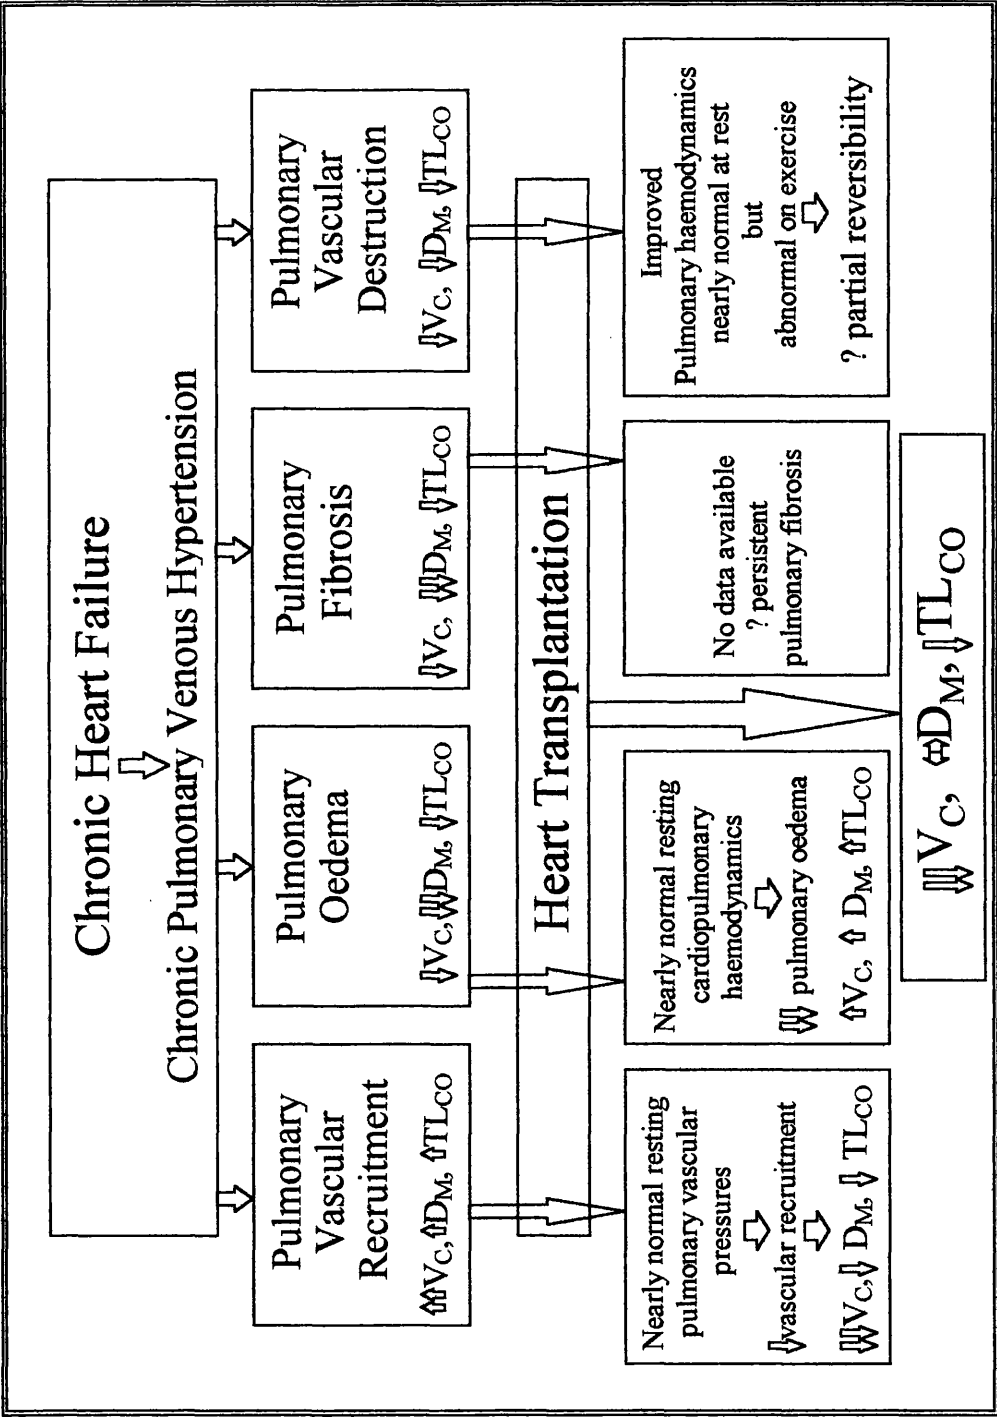 Chronic Heart Failure
⇓
Chronic Pulmonary Venous Hypertension
Pulmonary
Vascular
Recruitment
⇑⇑VC, ⇑DM, ⇑TLCO
Pulmonary
Oedema
⇓VC, ⇓⇓⇓DM, ⇓TLCO
Pulmonary
Fibrosis
⇓VC, ⇓⇓DM, ⇓TLCO
Pulmonary
Vascular
Destruction
⇓VC, ⇓DM, ⇓TLCO
Heart Transplantation
Nearly normal resting
pulmonary vascular
pressures
⇓
⇓vascular recruitment
⇓
⇓⇓VC, ⇓ DM, ⇓ TLCO
Nearly normal resting
cardiopulmonary
haemodynamics
⇓
⇓⇓ pulmonary oedema
⇑VC, ⇑ DM, ⇑TLCO
No data available
? persistent
pulmonary fibrosis
Improved
Pulmonary haemodynamics
nearly normal at rest
but
abnormal on exercise
⇓
? partial reversibility
⇓⇓ VC, ⇔DM, ⇓TLCO